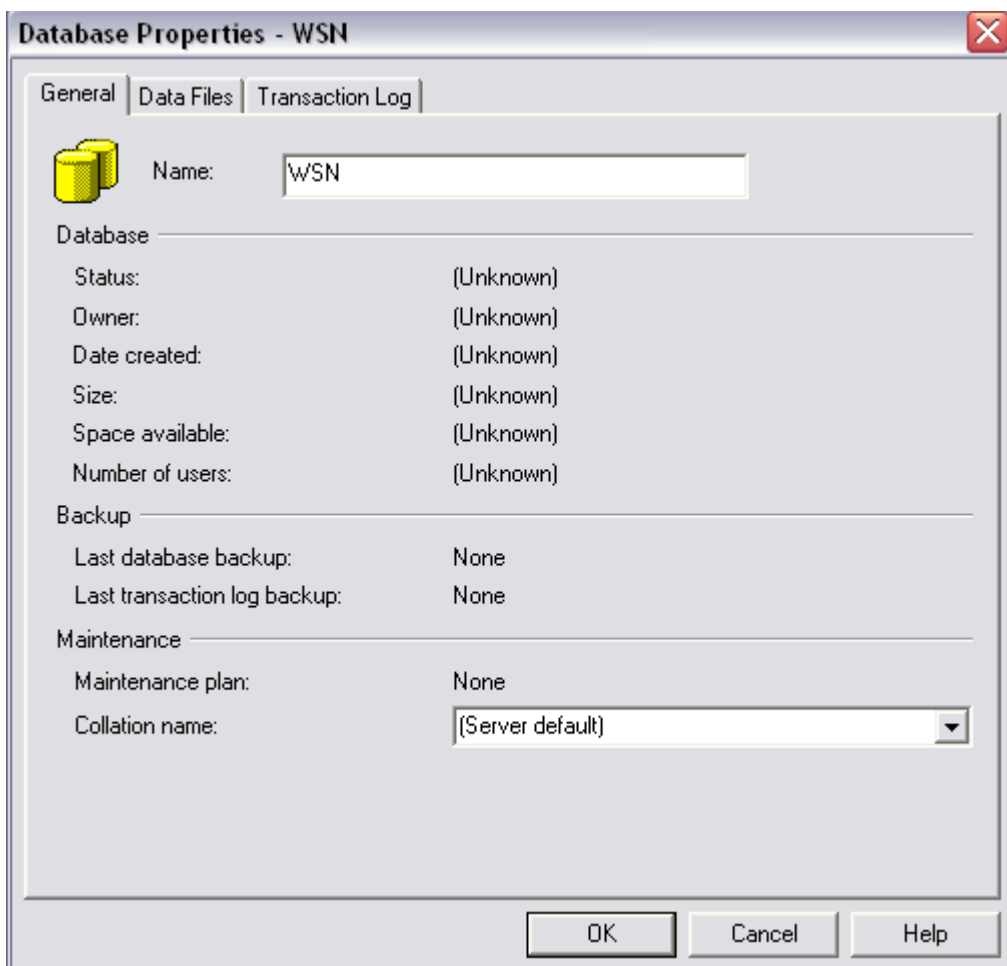 Database Properties - WSN
General Data Files Transaction Log
Name: WSN
Database
Status: (Unknown)
Owner: (Unknown)
Date created: (Unknown)
Size: (Unknown)
Space available: (Unknown)
Number of users: (Unknown)
Backup
Last database backup: None
Last transaction log backup: None
Maintenance
Maintenance plan: None
Collation name: (Server default)
OK Cancel Help